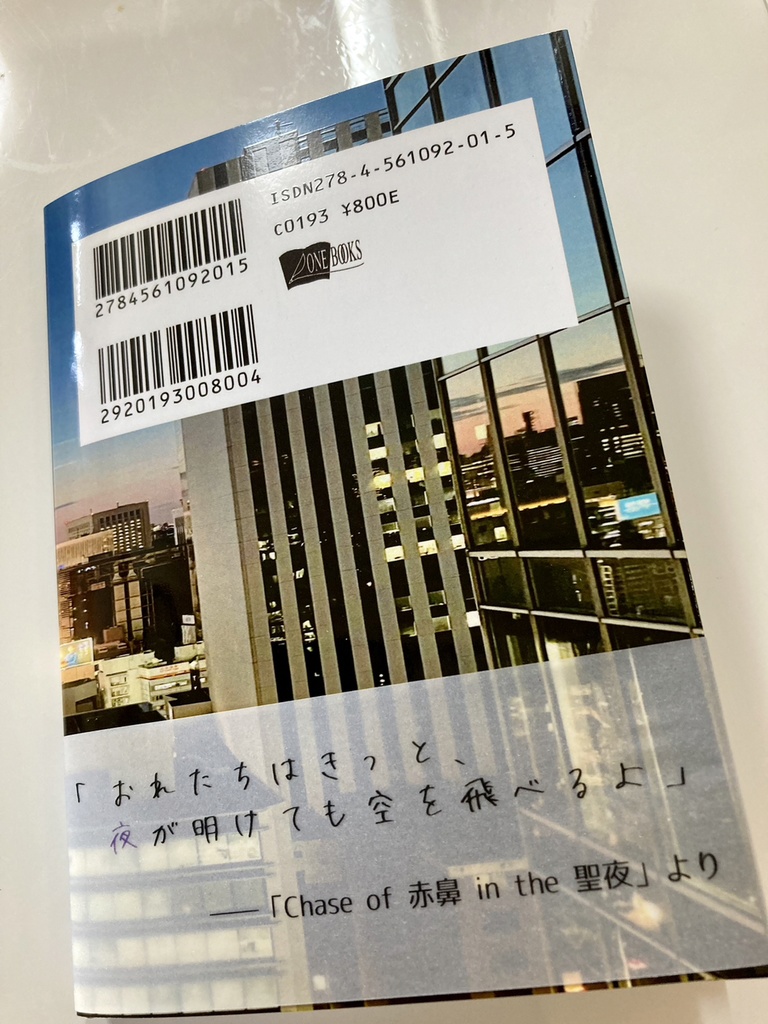 ISDN278-4-561092-01-5
C0193 ¥800E
ONE BOOKS
2784561092015
2920193008004
「おれたちはきっと、
夜が明けても空を飛べるよ」
──「Chase of 赤鼻 in the 聖夜」より